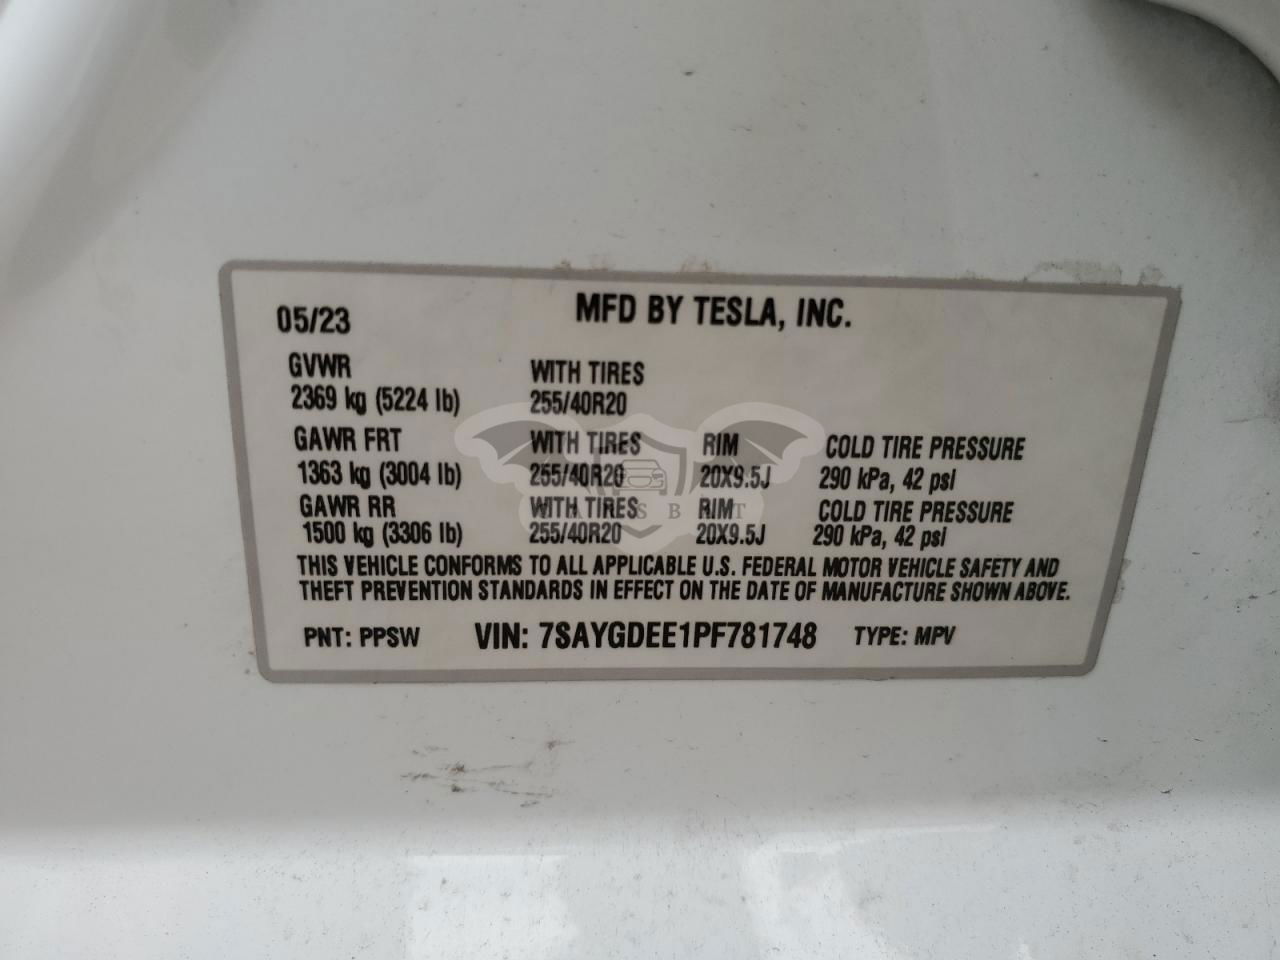 05/23 MFD BY TESLA, INC.
GVWR WITH TIRES
2369 kg (5224 lb) 255/40R20
GAWR FRT WITH TIRES RIM COLD TIRE PRESSURE
1363 kg (3004 lb) 255/40R20 20X9.5J 290 kPa, 42 psi
GAWR RR WITH TIRES RIM COLD TIRE PRESSURE
1500 kg (3306 lb) 255/40R20 20X9.5J 290 kPa, 42 psi
THIS VEHICLE CONFORMS TO ALL APPLICABLE U.S. FEDERAL MOTOR VEHICLE SAFETY AND
THEFT PREVENTION STANDARDS IN EFFECT ON THE DATE OF MANUFACTURE SHOWN ABOVE.
PNT: PPSW VIN: 7SAYGDEE1PF781748 TYPE: MPV